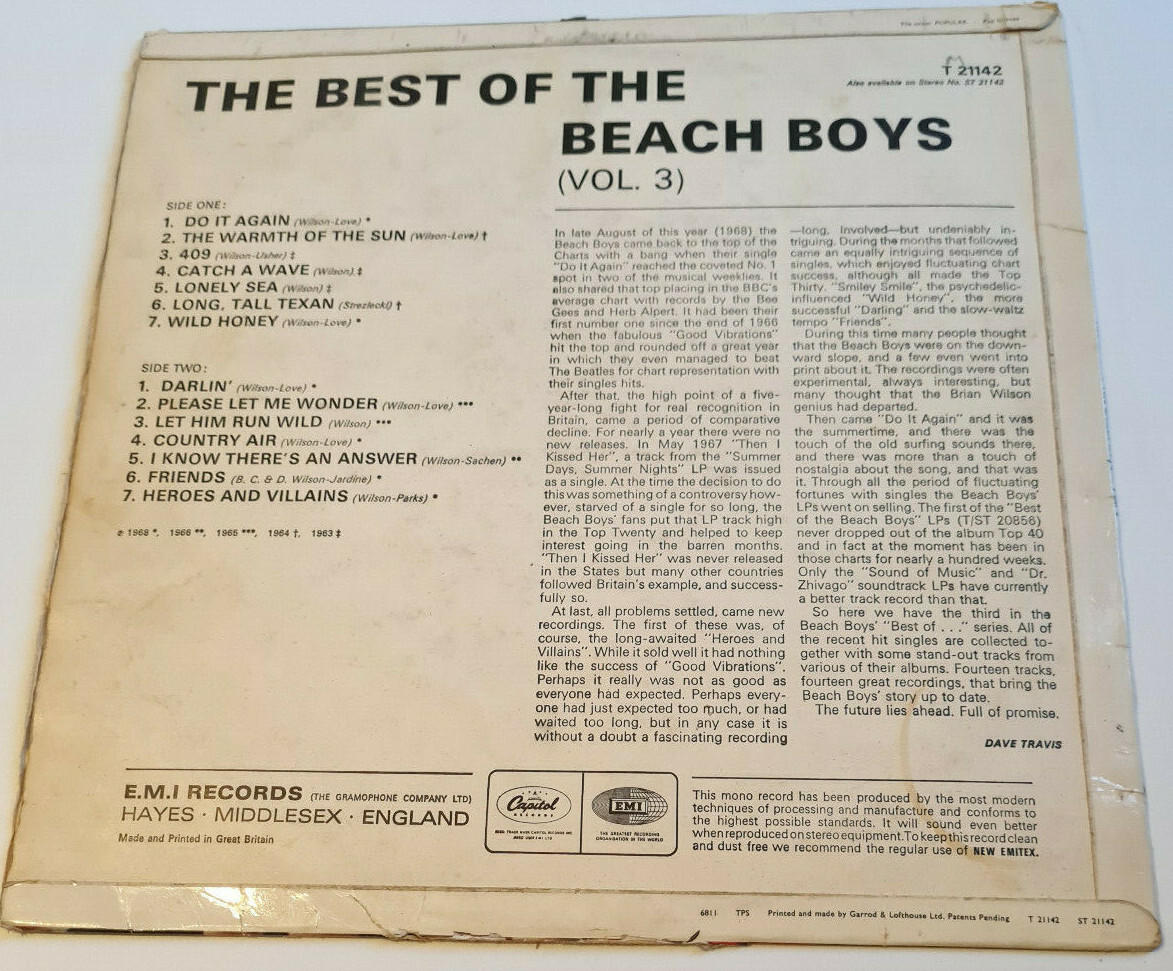 File under POPULAR
THE BEST OF THE
BEACH BOYS
(VOL. 3)
T 21142
Also available on Stereo No. ST 21142
SIDE ONE:
1. DO IT AGAIN (Wilson-Love) *
2. THE WARMTH OF THE SUN (Wilson-Love) †
3. 409 (Wilson-Usher) ‡
4. CATCH A WAVE (Wilson) ‡
5. LONELY SEA (Wilson) ‡
6. LONG, TALL TEXAN (Strezlecki) †
7. WILD HONEY (Wilson-Love) *
SIDE TWO:
1. DARLIN' (Wilson-Love) *
2. PLEASE LET ME WONDER (Wilson-Love) ***
3. LET HIM RUN WILD (Wilson) ***
4. COUNTRY AIR (Wilson-Love) *
5. I KNOW THERE'S AN ANSWER (Wilson-Sachen) **
6. FRIENDS (B. C. & D. Wilson-Jardine) *
7. HEROES AND VILLAINS (Wilson-Parks) *
℗ 1968 *, 1966 **, 1965 ***, 1964 †, 1963 ‡
In late August of this year (1968) the
Beach Boys came back to the top of the
Charts with a bang when their single
"Do It Again" reached the coveted No. 1
spot in two of the musical weeklies. It
also shared that top placing in the BBC's
average chart with records by the Bee
Gees and Herb Alpert. It had been their
first number one since the end of 1966
when the fabulous "Good Vibrations"
hit the top and rounded off a great year
in which they even managed to beat
The Beatles for chart representation with
their singles hits.
After that, the high point of a five-
year-long fight for real recognition in
Britain, came a period of comparative
decline. For nearly a year there were no
new releases. In May 1967 "Then I
Kissed Her", a track from the "Summer
Days, Summer Nights" LP was issued
as a single. At the time the decision to do
this was something of a controversy how-
ever, starved of a single for so long, the
Beach Boys' fans put that LP track high
in the Top Twenty and helped to keep
interest going in the barren months.
"Then I Kissed Her" was never released
in the States but many other countries
followed Britain's example, and success-
fully so.
At last, all problems settled, came new
recordings. The first of these was, of
course, the long-awaited "Heroes and
Villains". While it sold well it had nothing
like the success of "Good Vibrations".
Perhaps it really was not as good as
everyone had expected. Perhaps every-
one had just expected too much, or had
waited too long, but in any case it is
without a doubt a fascinating recording
—long. Involved—but undeniably in-
triguing. During the months that followed
came an equally intriguing sequence of
singles, which enjoyed fluctuating chart
success, although all made the Top
Thirty. "Smiley Smile", the psychedelic-
influenced "Wild Honey", the more
successful "Darling" and the slow-waltz
tempo "Friends".
During this time many people thought
that the Beach Boys were on the down-
ward slope, and a few even went into
print about it. The recordings were often
experimental, always interesting, but
many thought that the Brian Wilson
genius had departed.
Then came "Do It Again" and it was
the summertime, and there was the
touch of the old surfing sounds there,
and there was more than a touch of
nostalgia about the song, and that was
it. Through all the period of fluctuating
fortunes with singles the Beach Boys'
LPs went on selling. The first of the "Best
of the Beach Boys" LPs (T/ST 20856)
never dropped out of the album Top 40
and in fact at the moment has been in
those charts for nearly a hundred weeks.
Only the "Sound of Music" and "Dr.
Zhivago" soundtrack LPs have currently
a better track record than that.
So here we have the third in the
Beach Boys' "Best of . . ." series. All of
the recent hit singles are collected to-
gether with some stand-out tracks from
various of their albums. Fourteen tracks,
fourteen great recordings, that bring the
Beach Boys' story up to date.
The future lies ahead. Full of promise.
DAVE TRAVIS
E.M.I RECORDS (THE GRAMOPHONE COMPANY LTD)
HAYES · MIDDLESEX · ENGLAND
Made and Printed in Great Britain
Capitol
RECORDS
EMI
THE GREATEST RECORDING
ORGANISATION IN THE WORLD
This mono record has been produced by the most modern
techniques of processing and manufacture and conforms to
the highest possible standards. It will sound even better
when reproduced on stereo equipment. To keep this record clean
and dust free we recommend the regular use of NEW EMITEX.
6811 TPS Printed and made by Garrod & Lofthouse Ltd. Patents Pending T 21142 ST 21142